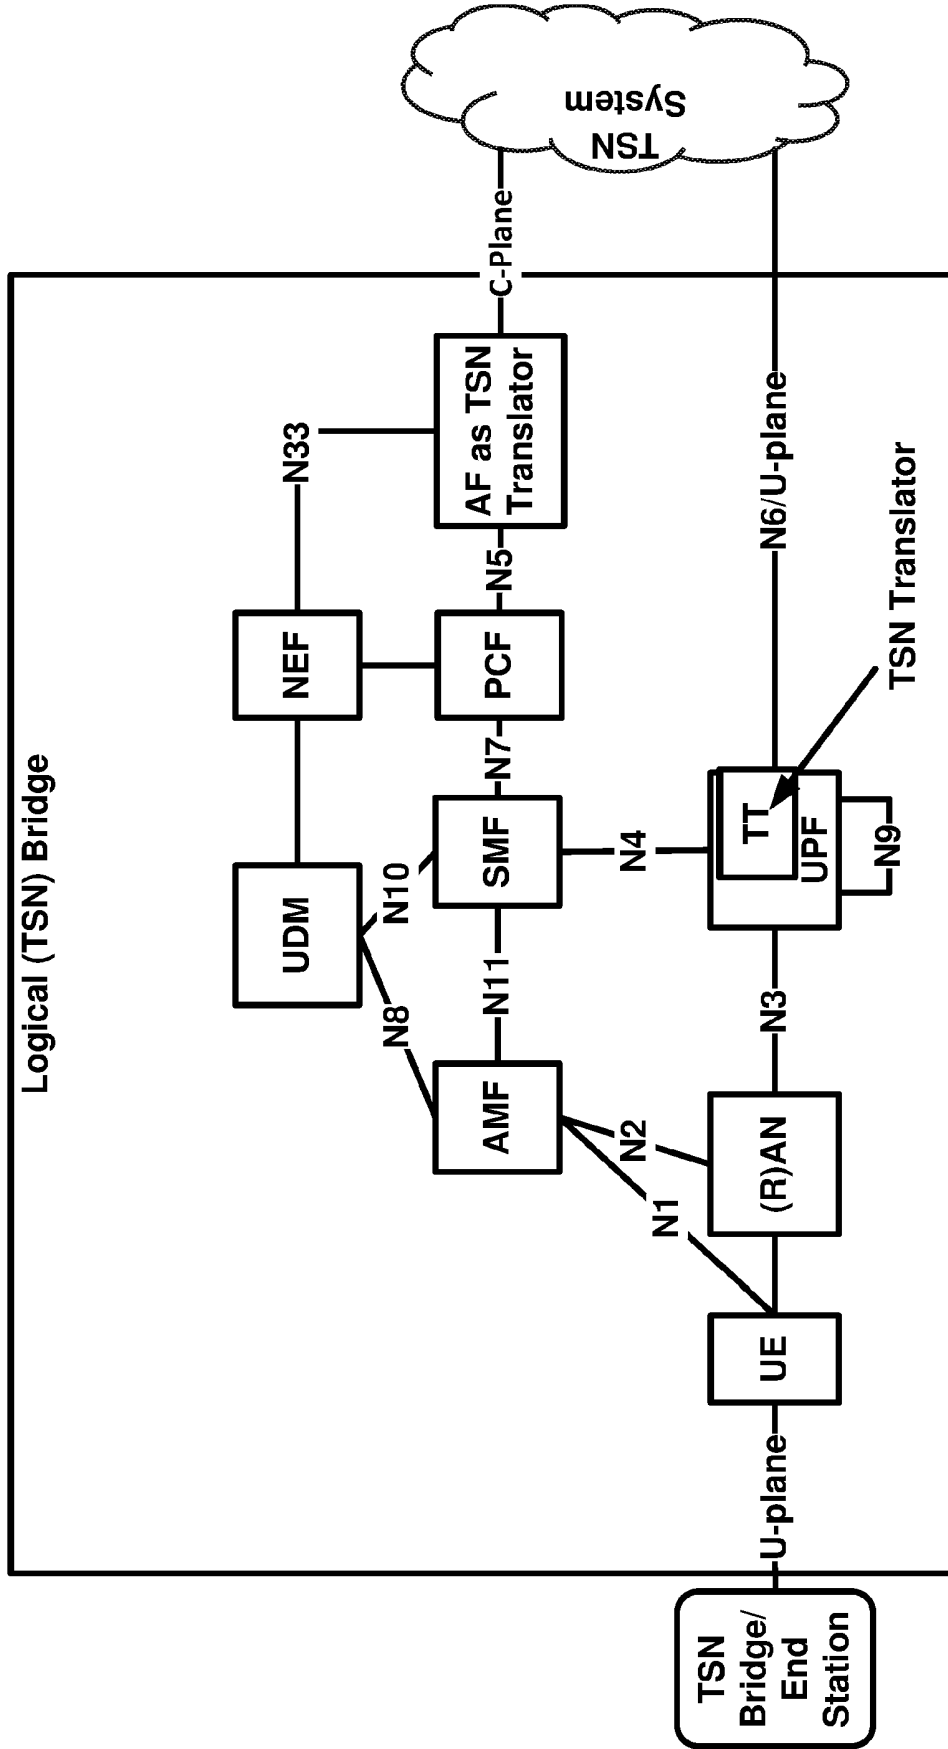 Logical (TSN) Bridge
UDM
NEF
N33
N8
N10
AMF
N11
SMF
N7
PCF
N5
AF as TSN
Translator
C-Plane
TSN
System
N1
N2
N4
TSN
Bridge/
End
Station
U-plane
UE
(R)AN
N3
TT
UPF
N9
N6/U-plane
TSN Translator